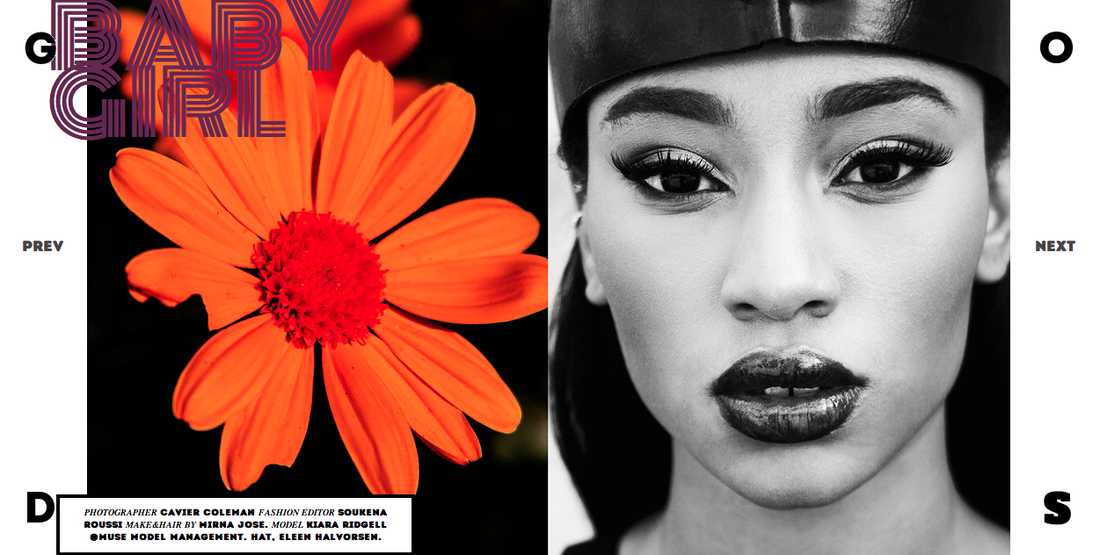 G
O
BABY
GIRL
PREV
NEXT
D
S
PHOTOGRAPHER CAVIER COLEMAN FASHION EDITOR SOUKENA
ROUSSI MAKE&HAIR BY MIRNA JOSE. MODEL KIARA RIDGELL
@MUSE MODEL MANAGEMENT. HAT, ELEEN HALVORSEN.